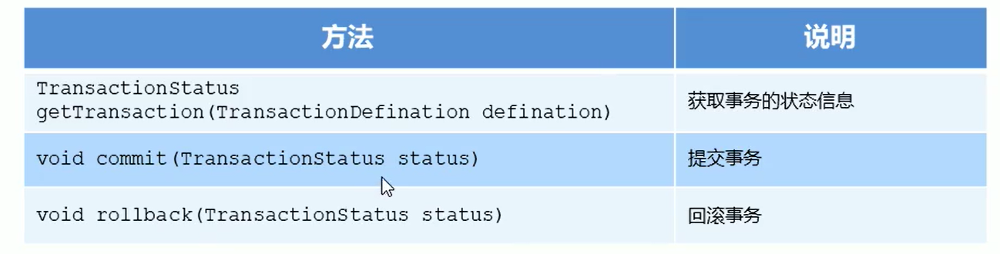 方法
说明
TransactionStatus
getTransaction(TransactionDefination defination)
获取事务的状态信息
void commit(TransactionStatus status)
提交事务
void rollback(TransactionStatus status)
回滚事务